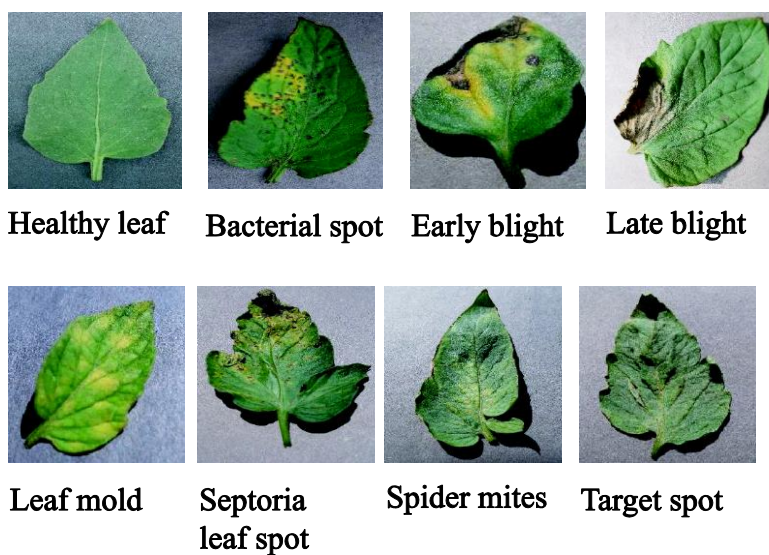 Healthy leaf
Bacterial spot
Early blight
Late blight
Leaf mold
Septoria
leaf spot
Spider mites
Target spot